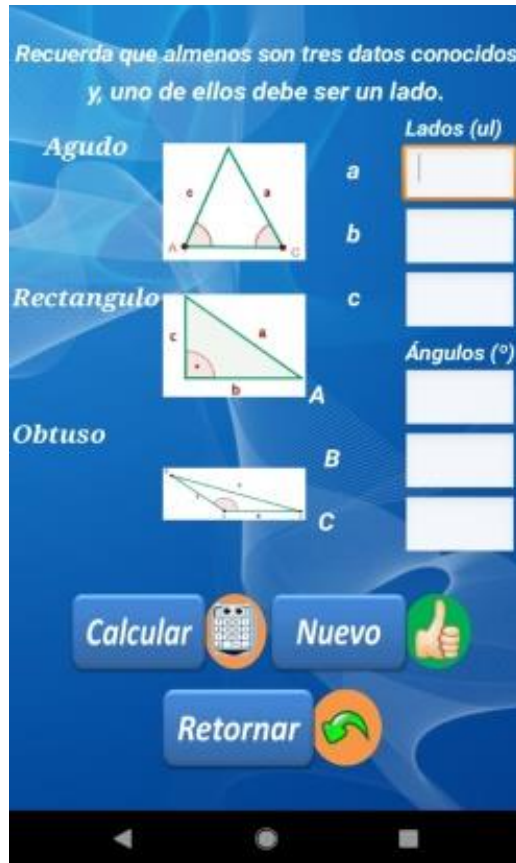 Recuerda que almenos son tres datos conocidos
y, uno de ellos debe ser un lado.
Lados (ul)
Agudo
c
a
A
C
a
b
Rectangulo
c
a
b
c
Ángulos (º)
A
Obtuso
B
C
Calcular
Nuevo
Retornar